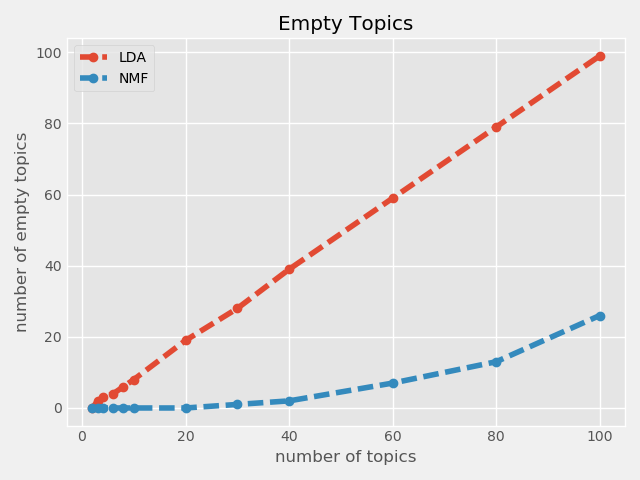 Empty Topics
LDA
NMF
number of empty topics
100
80
60
40
20
0
0 20 40 60 80 100
number of topics